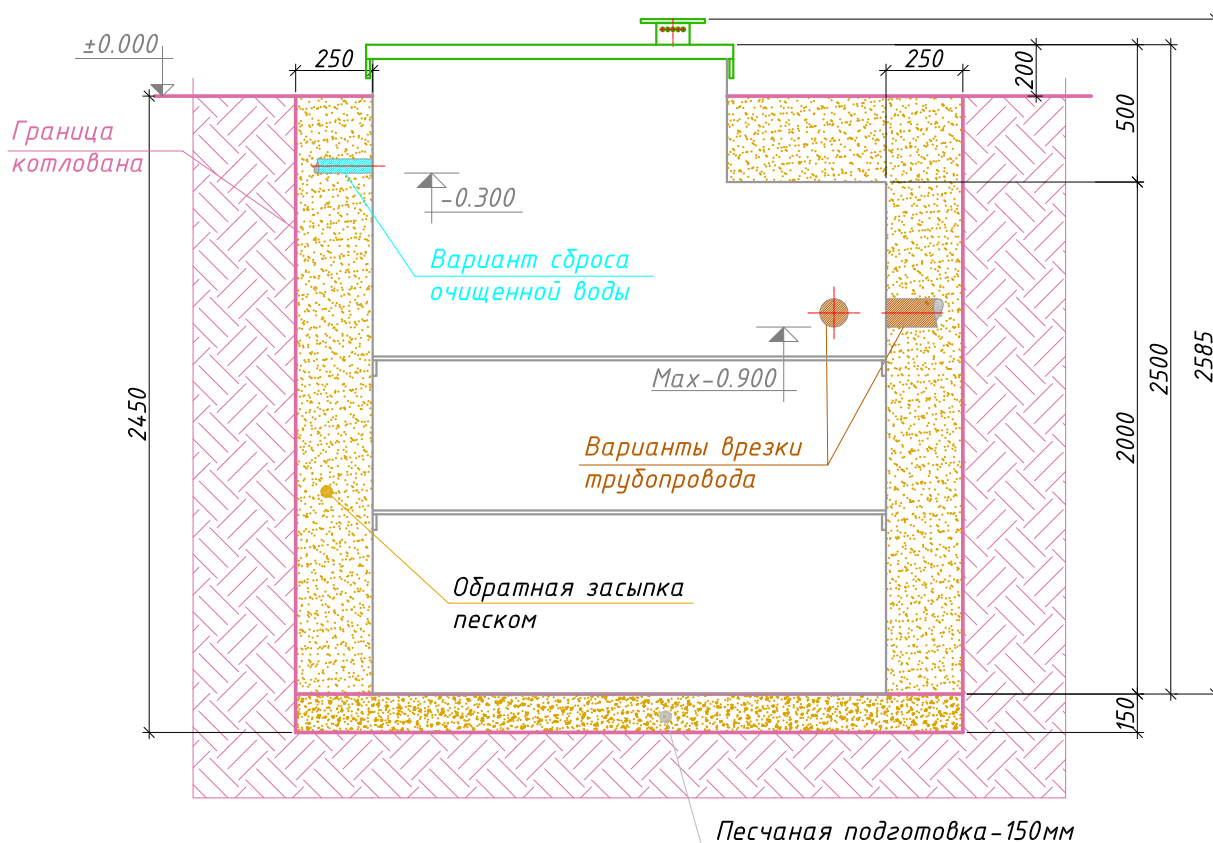 ±0.000
250
250
200
500
Граница
котлована
-0.300
Вариант сброса
очищенной воды
Max-0.900
2585
2500
2450
2000
Варианты врезки
трубопровода
Обратная засыпка
песком
150
Песчаная подготовка-150мм